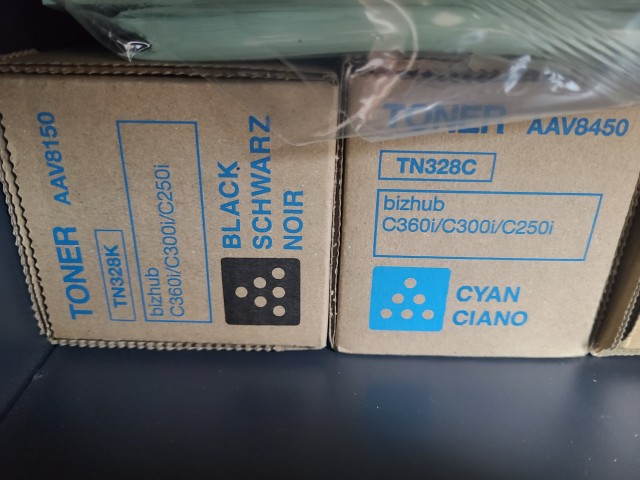 TONER AAV8150
TN328K
bizhub
C360i/C300i/C250i
BLACK
SCHWARZ
NOIR
TONER AAV8450
TN328C
bizhub
C360i/C300i/C250i
CYAN
CIANO